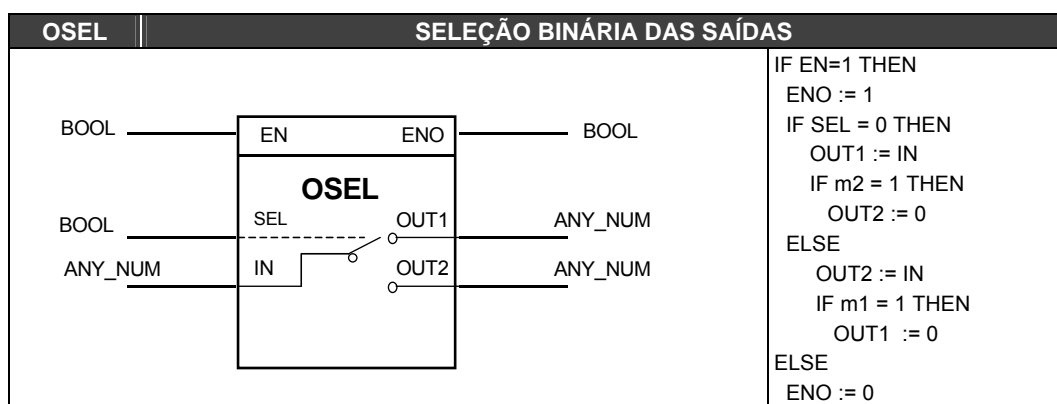 OSEL SELEÇÃO BINÁRIA DAS SAÍDAS
BOOL EN ENO BOOL
OSEL
BOOL SEL OUT1 ANY_NUM
ANY_NUM IN OUT2 ANY_NUM
IF EN=1 THEN
ENO := 1
IF SEL = 0 THEN
OUT1 := IN
IF m2 = 1 THEN
OUT2 := 0
ELSE
OUT2 := IN
IF m1 = 1 THEN
OUT1 := 0
ELSE
ENO := 0